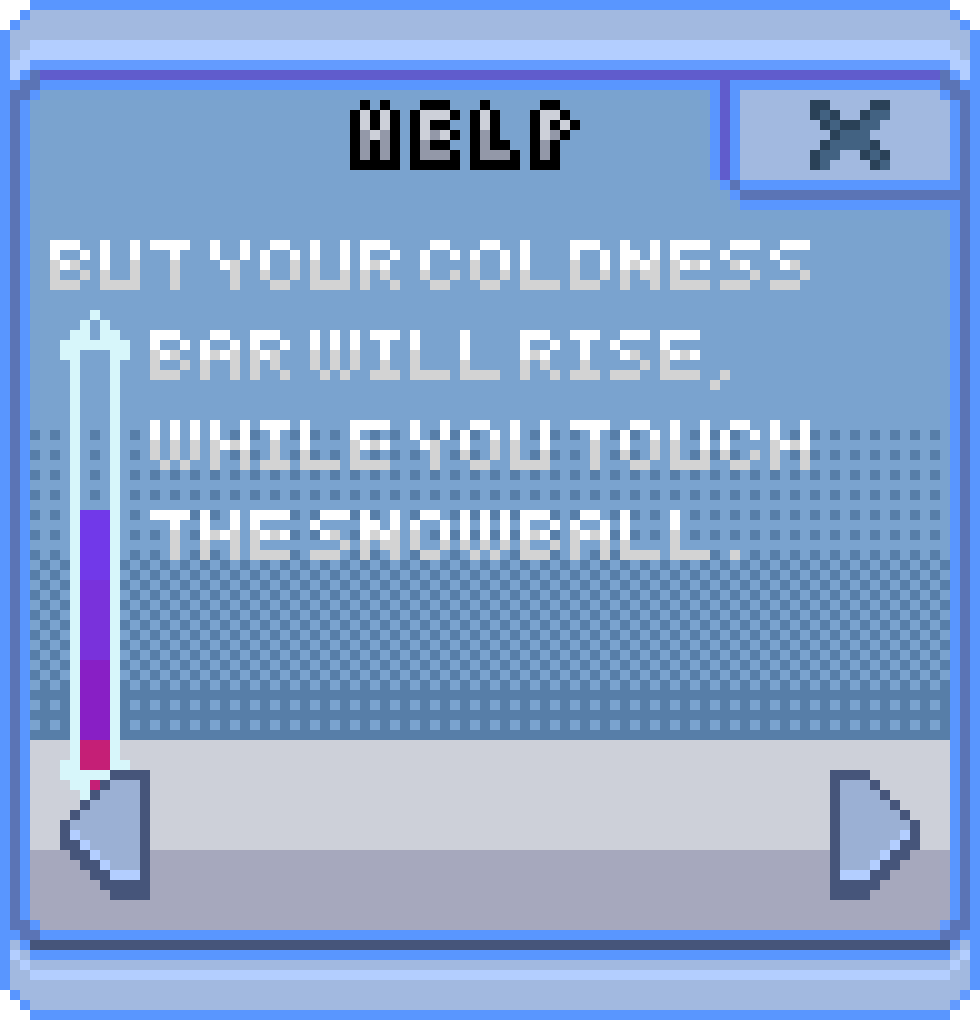 HELP
BUT YOUR COLDNESS
BAR WILL RISE,
WHILE YOU TOUCH
THE SNOWBALL.